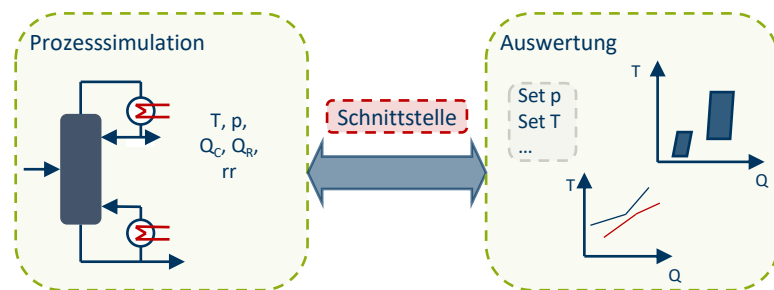 Prozesssimulation
T, p,
Q_C, Q_R,
rr
Schnittstelle
Auswertung
Set p
Set T
...
T
Q
T
Q